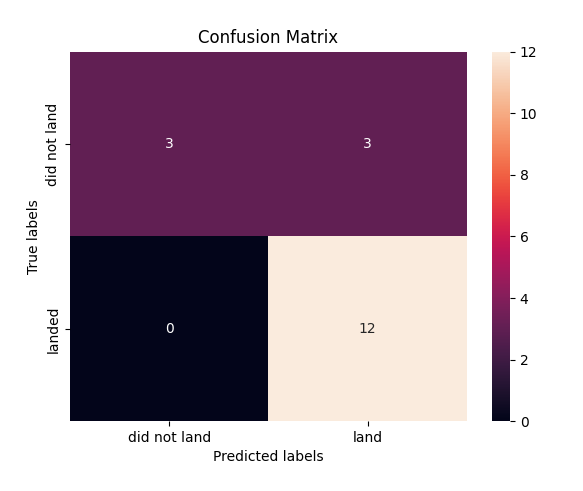 Confusion Matrix
True labels
did not land
landed
3
3
0
12
did not land
land
Predicted labels
12
10
8
6
4
2
0